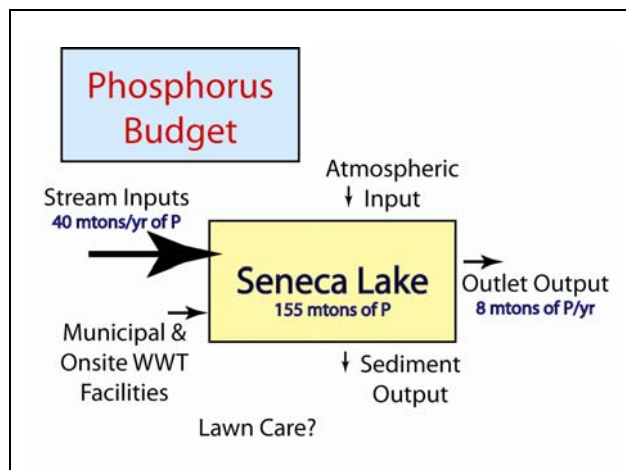 Phosphorus
Budget
Atmospheric
Input
Stream Inputs
40 mtons/yr of P
Seneca Lake
155 mtons of P
Outlet Output
8 mtons of P/yr
Municipal &
Onsite WWT
Facilities
Sediment
Output
Lawn Care?